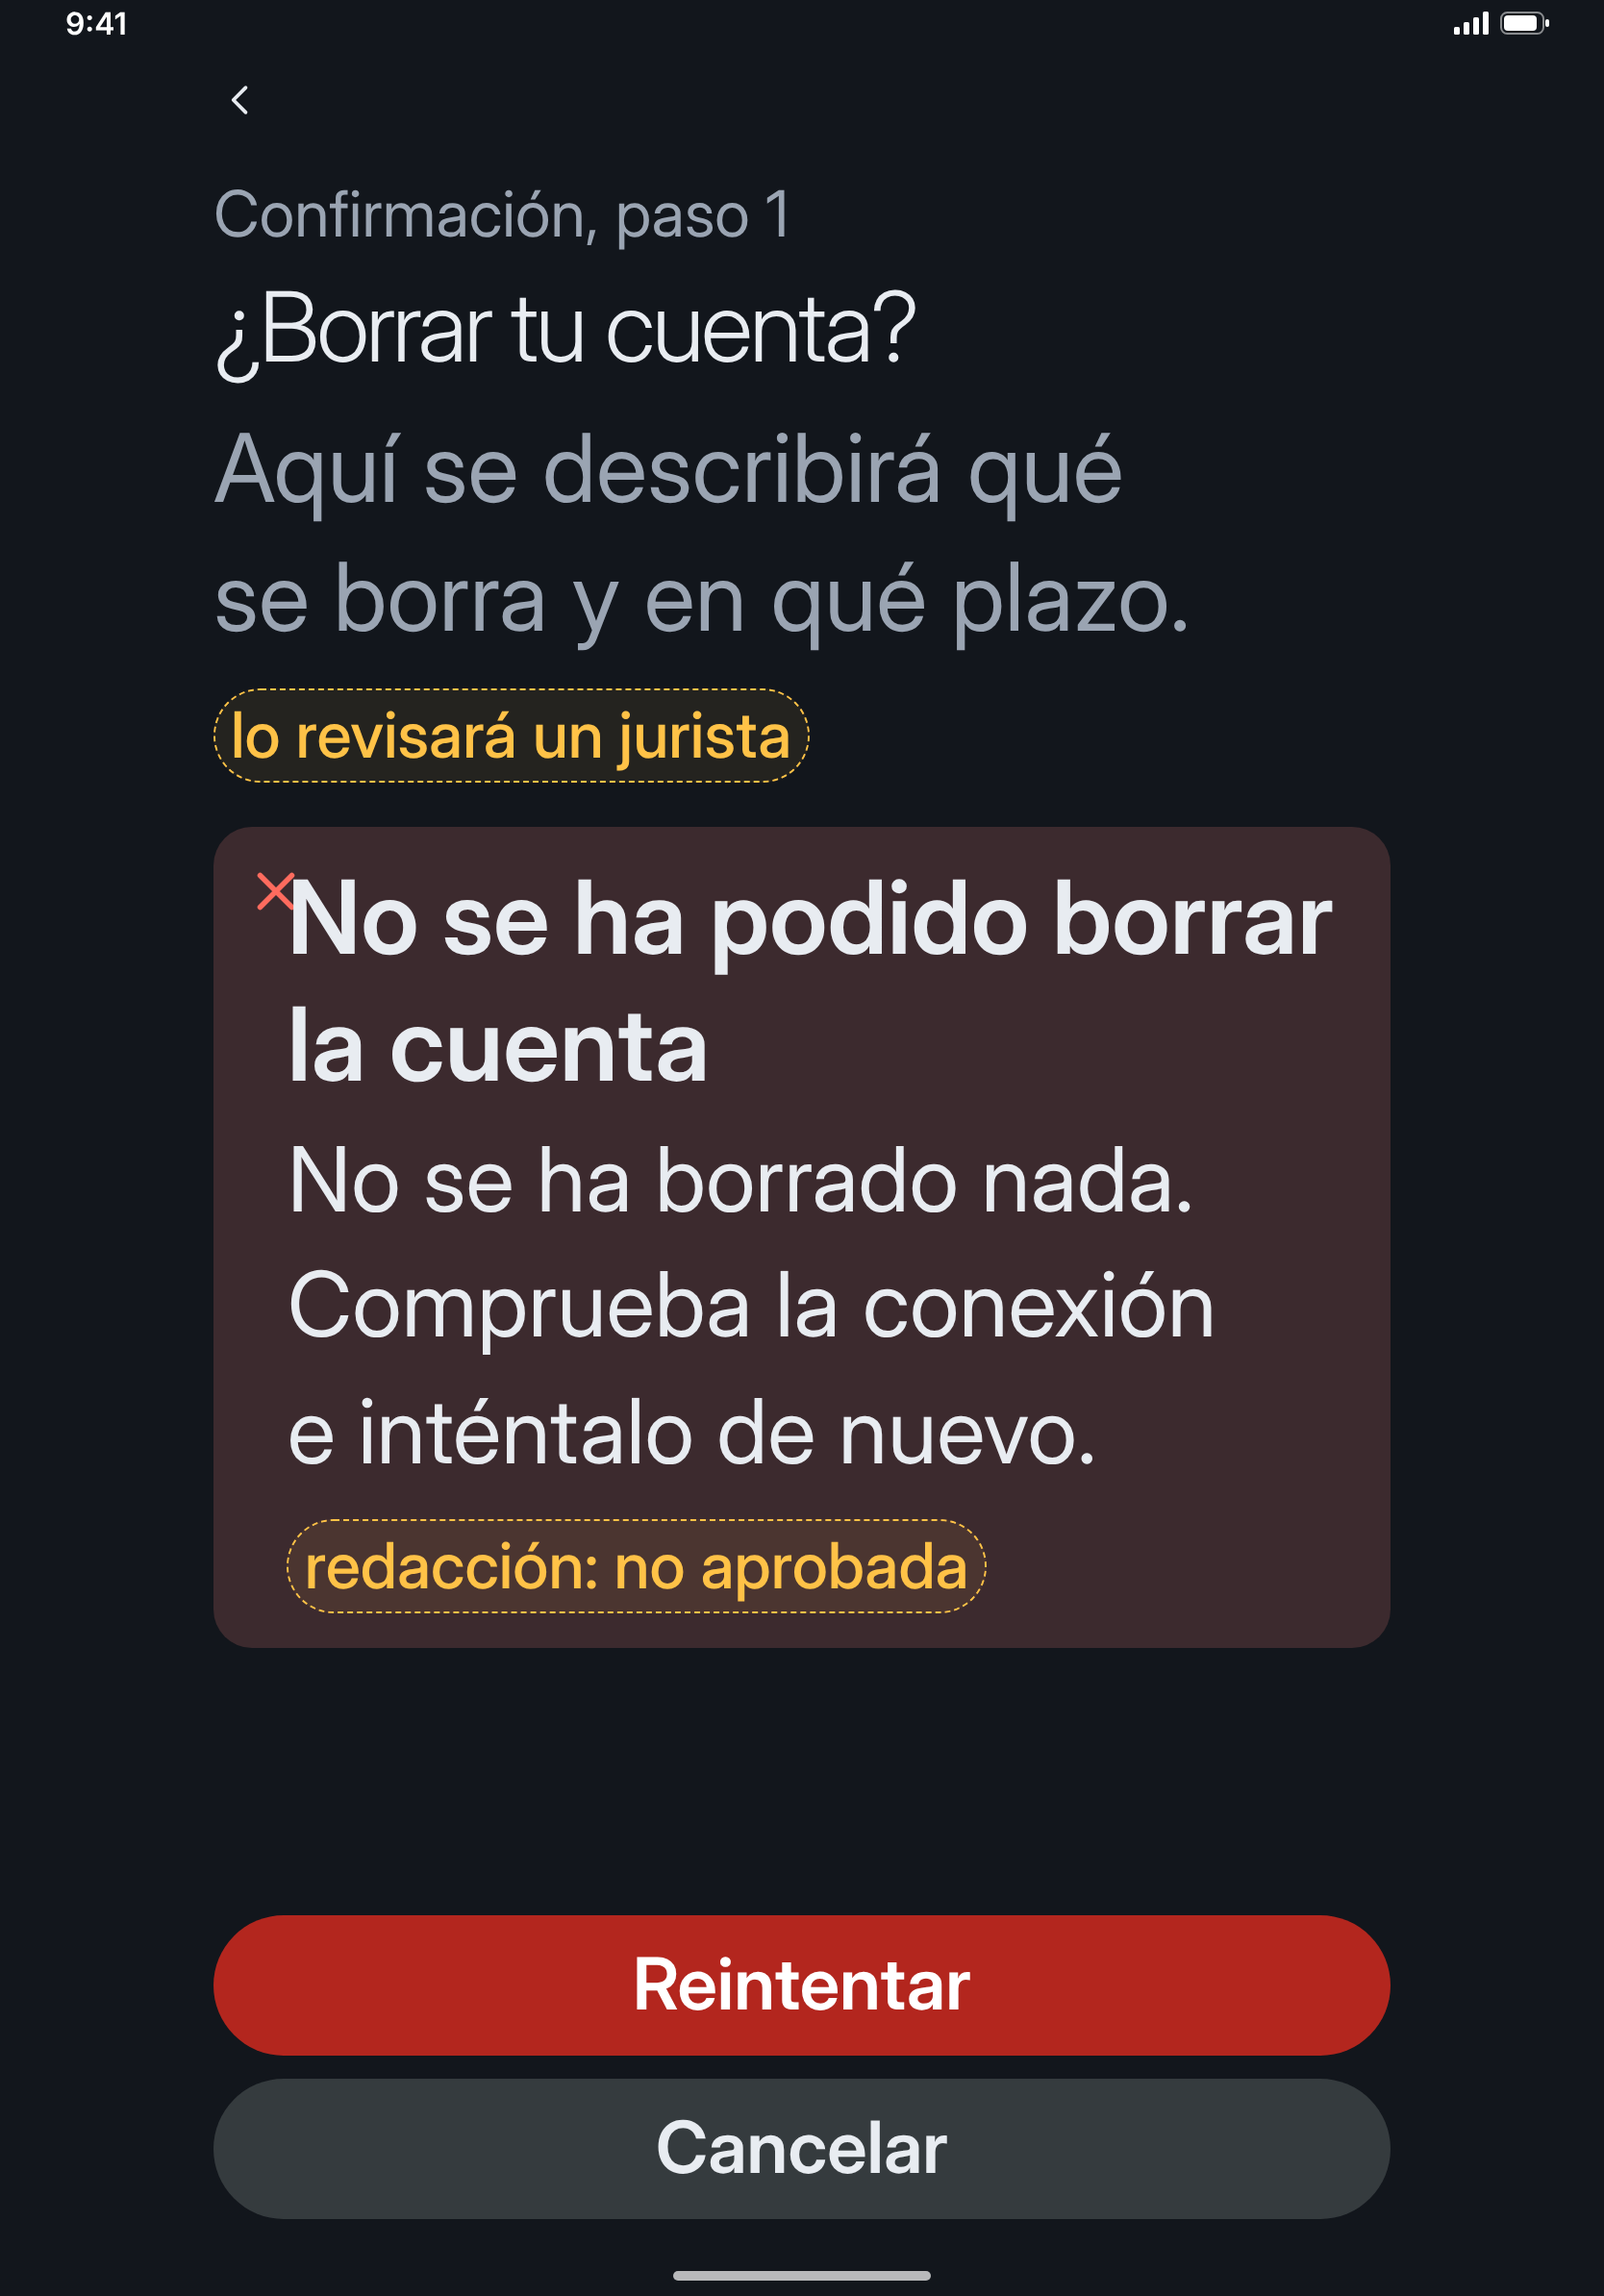 9:41
Confirmación, paso 1
¿Borrar tu cuenta?
Aquí se describirá qué
se borra y en qué plazo.
lo revisará un jurista
No se ha podido borrar
la cuenta
No se ha borrado nada.
Comprueba la conexión
e inténtalo de nuevo.
redacción: no aprobada
Reintentar
Cancelar